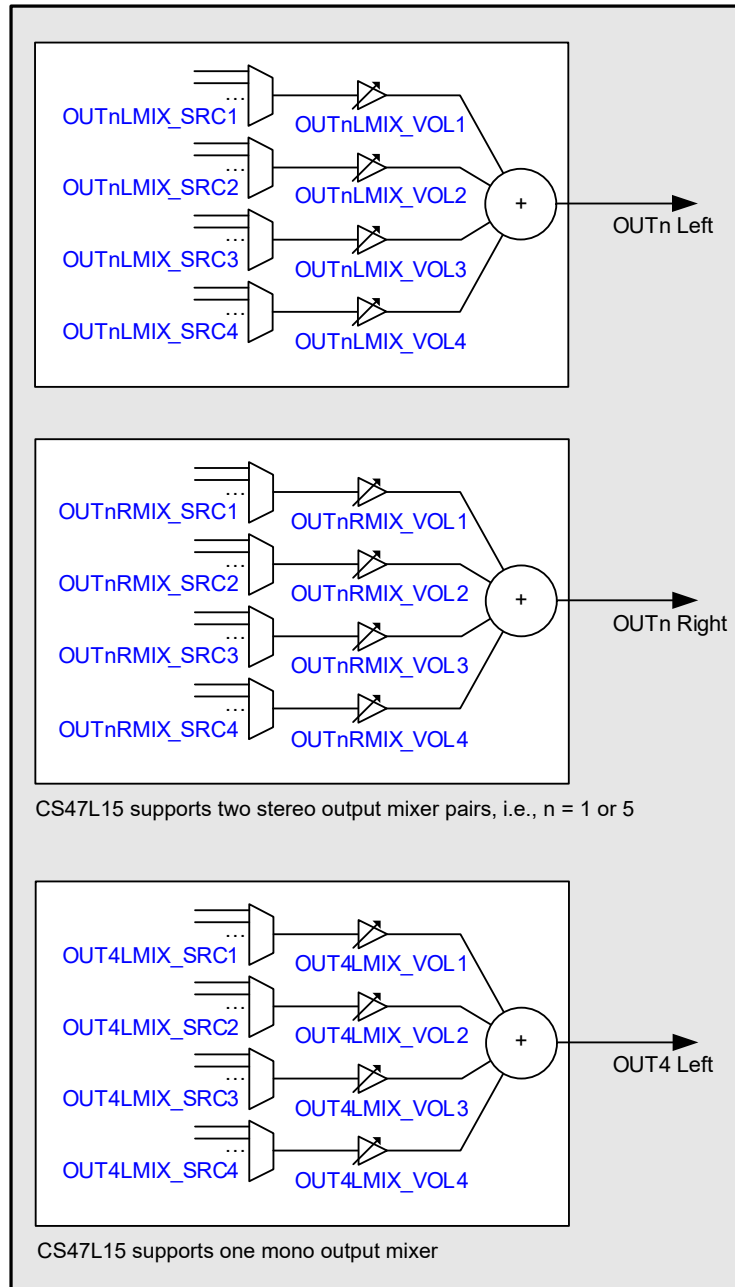 ...
OUTnLMIX_SRC1
OUTnLMIX_VOL1
...
OUTnLMIX_SRC2
OUTnLMIX_VOL2
+
OUTn Left
...
OUTnLMIX_SRC3
OUTnLMIX_VOL3
...
OUTnLMIX_SRC4
OUTnLMIX_VOL4
...
OUTnRMIX_SRC1
OUTnRMIX_VOL1
...
OUTnRMIX_SRC2
OUTnRMIX_VOL2
+
OUTn Right
...
OUTnRMIX_SRC3
OUTnRMIX_VOL3
...
OUTnRMIX_SRC4
OUTnRMIX_VOL4
CS47L15 supports two stereo output mixer pairs, i.e., n = 1 or 5
...
OUT4LMIX_SRC1
OUT4LMIX_VOL1
...
OUT4LMIX_SRC2
OUT4LMIX_VOL2
+
OUT4 Left
...
OUT4LMIX_SRC3
OUT4LMIX_VOL3
...
OUT4LMIX_SRC4
OUT4LMIX_VOL4
CS47L15 supports one mono output mixer